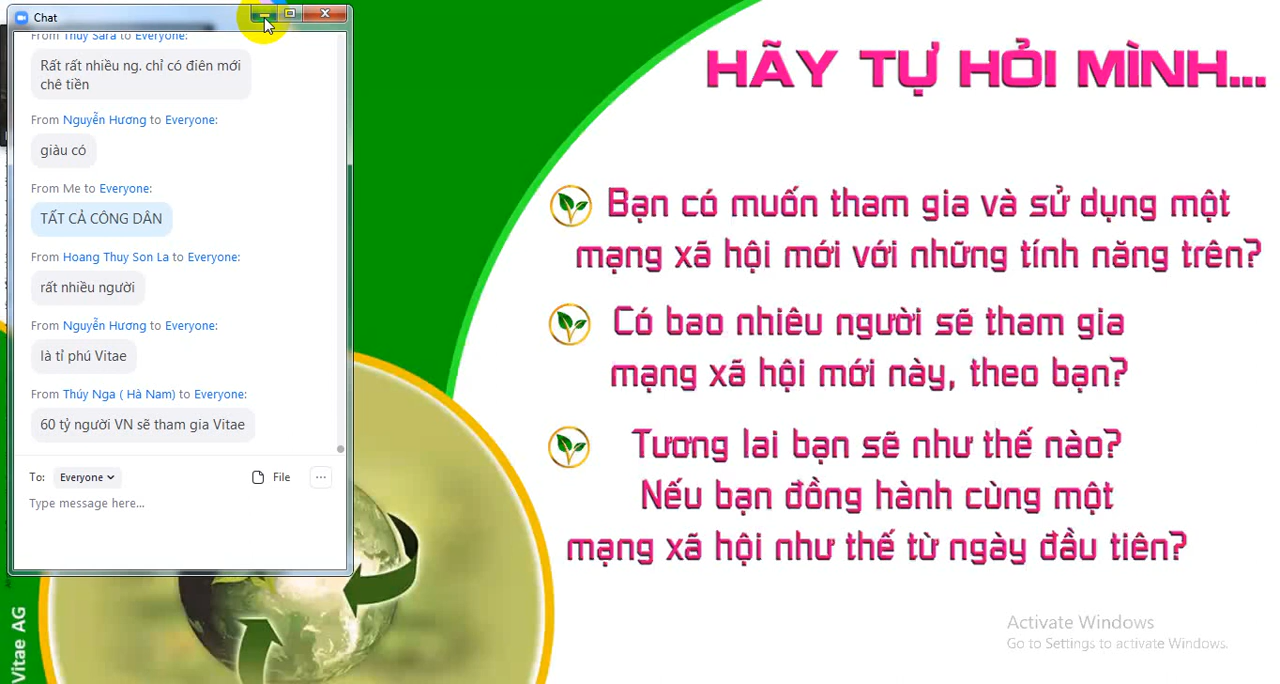 Chat
From Thuy Sara to Everyone:
Rất rất nhiều ng. chỉ có điên mới
chê tiền
From Nguyễn Hương to Everyone:
giàu có
From Me to Everyone:
TẤT CẢ CÔNG DÂN
From Hoang Thuy Son La to Everyone:
rất nhiều người
From Nguyễn Hương to Everyone:
là tỉ phú Vitae
From Thúy Nga ( Hà Nam) to Everyone:
60 tỷ người VN sẽ tham gia Vitae
To: Everyone
File
Type message here...
HÃY TỰ HỎI MÌNH...
Bạn có muốn tham gia và sử dụng một
mạng xã hội mới với những tính năng trên?
Có bao nhiêu người sẽ tham gia
mạng xã hội mới này, theo bạn?
Tương lai bạn sẽ như thế nào?
Nếu bạn đồng hành cùng một
mạng xã hội như thế từ ngày đầu tiên?
Vitae AG
Activate Windows
Go to Settings to activate Windows.